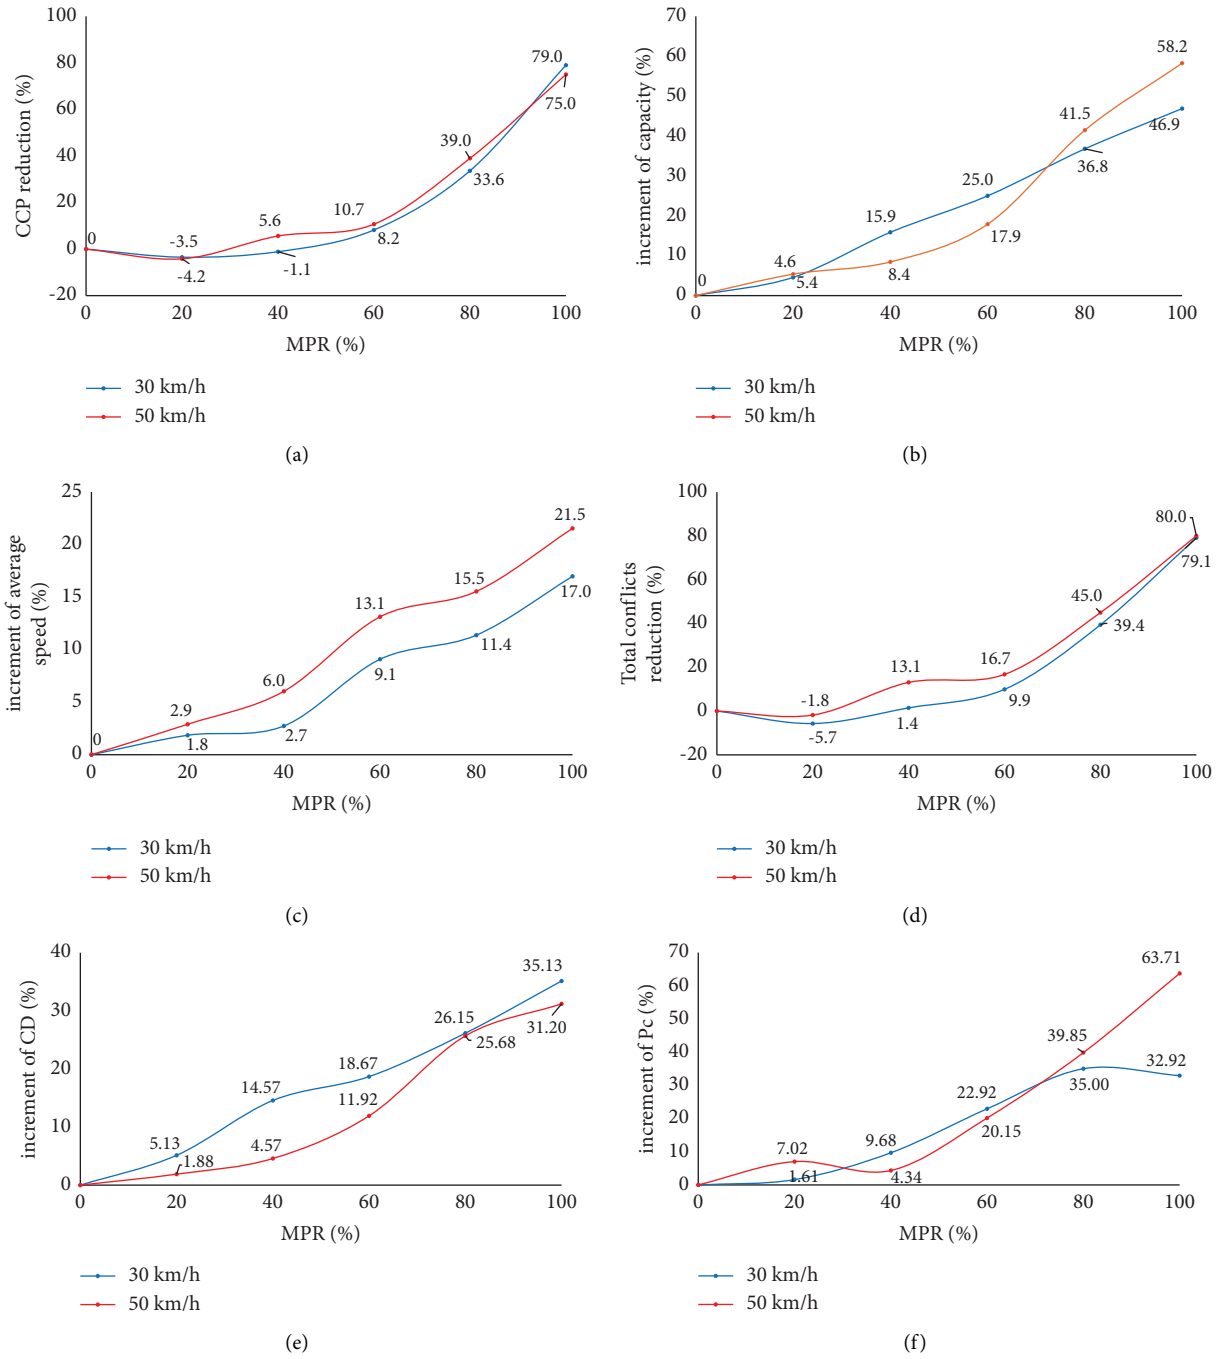 100
80
60
40
20
0
-20
CCP reduction (%)
0
-3.5
-4.2
5.6
-1.1
10.7
8.2
39.0
33.6
79.0
75.0
0 20 40 60 80 100
MPR (%)
30 km/h
50 km/h
(a)
70
60
50
40
30
20
10
0
increment of capacity (%)
0
4.6
5.4
15.9
8.4
25.0
17.9
41.5
36.8
58.2
46.9
0 20 40 60 80 100
MPR (%)
30 km/h
50 km/h
(b)
25
20
15
10
5
0
increment of average
speed (%)
0
2.9
1.8
6.0
2.7
13.1
9.1
15.5
11.4
21.5
17.0
0 20 40 60 80 100
MPR (%)
30 km/h
50 km/h
(c)
100
80
60
40
20
0
-20
Total conflicts
reduction (%)
-1.8
-5.7
13.1
1.4
16.7
9.9
45.0
39.4
80.0
79.1
0 20 40 60 80 100
MPR (%)
30 km/h
50 km/h
(d)
40
30
20
10
0
increment of CD (%)
5.13
1.88
14.57
4.57
18.67
11.92
26.15
25.68
35.13
31.20
0 20 40 60 80 100
MPR (%)
30 km/h
50 km/h
(e)
70
60
50
40
30
20
10
0
increment of Pc (%)
7.02
1.61
9.68
4.34
22.92
20.15
39.85
35.00
63.71
32.92
0 20 40 60 80 100
MPR (%)
30 km/h
50 km/h
(f)